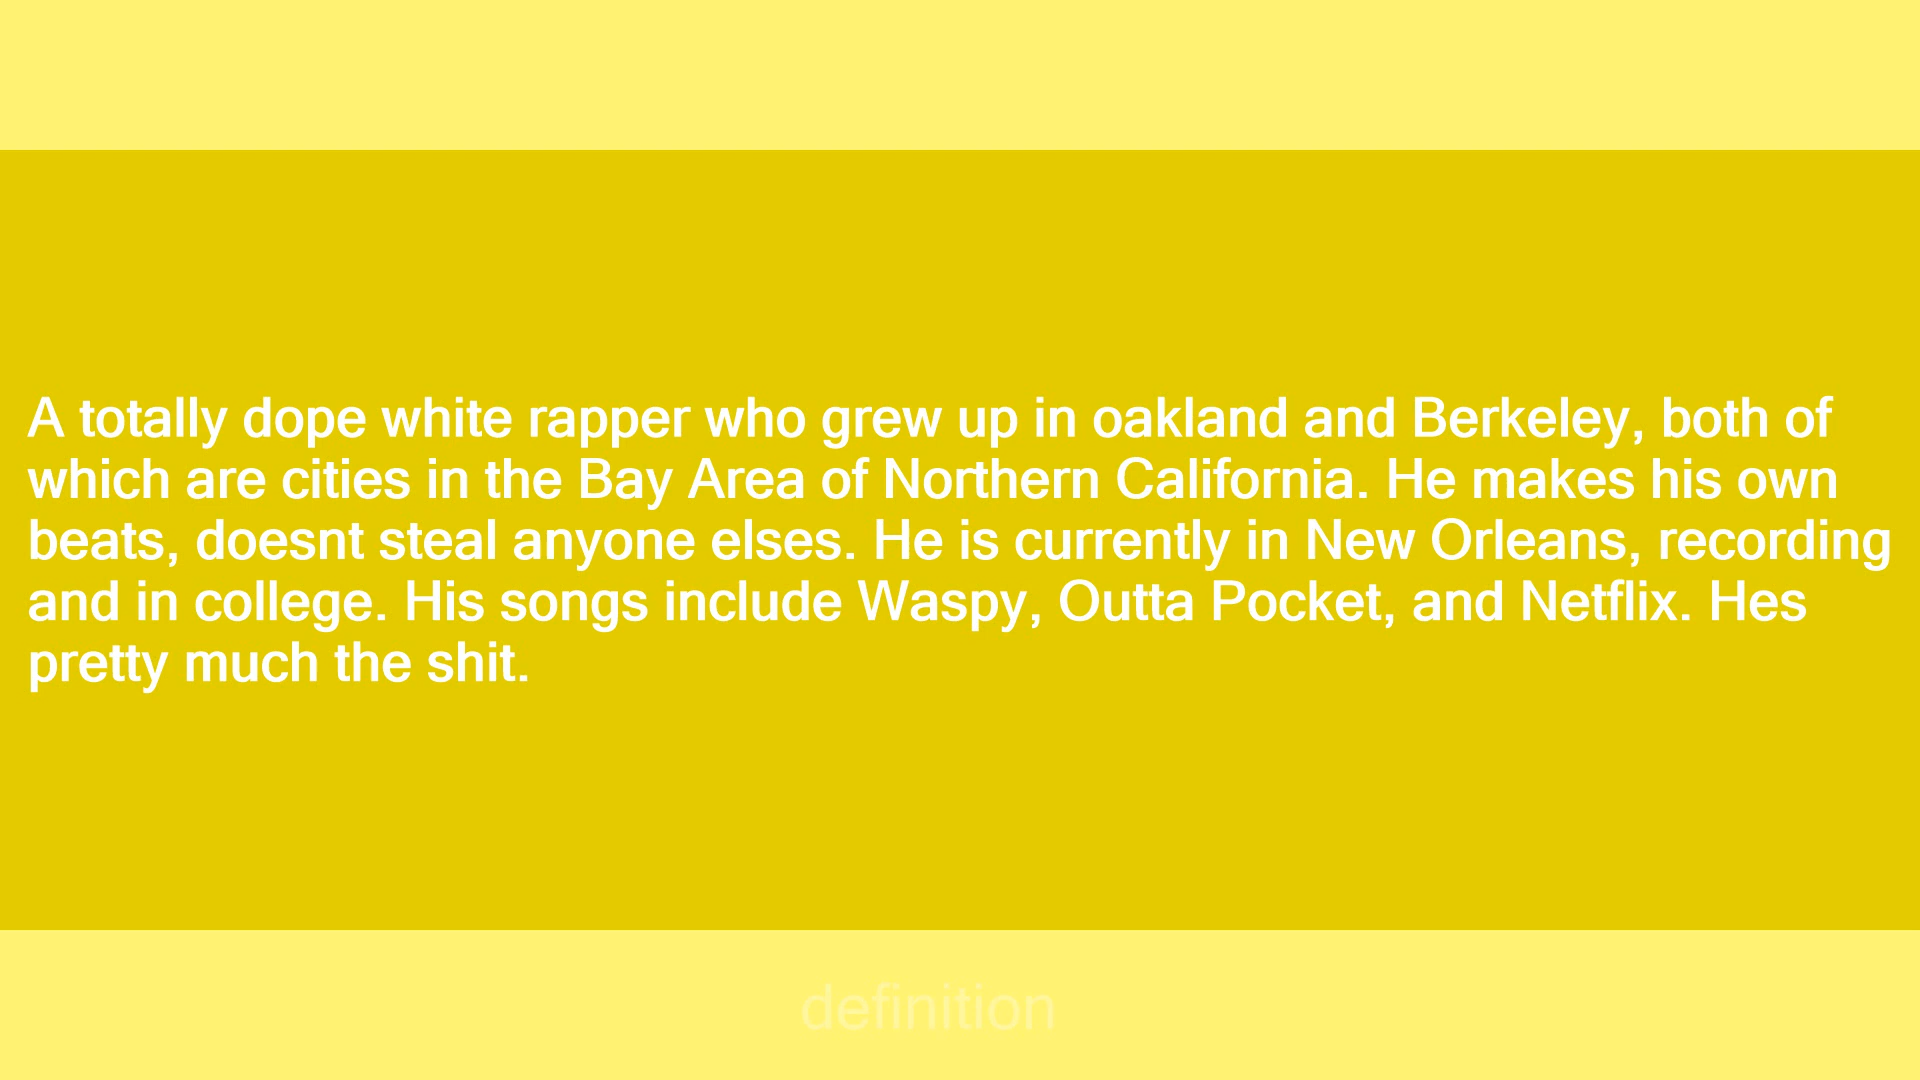 A totally dope white rapper who grew up in oakland and Berkeley, both of
which are cities in the Bay Area of Northern California. He makes his own
beats, doesnt steal anyone elses. He is currently in New Orleans, recording
and in college. His songs include Waspy, Outta Pocket, and Netflix. Hes
pretty much the shit.
definition